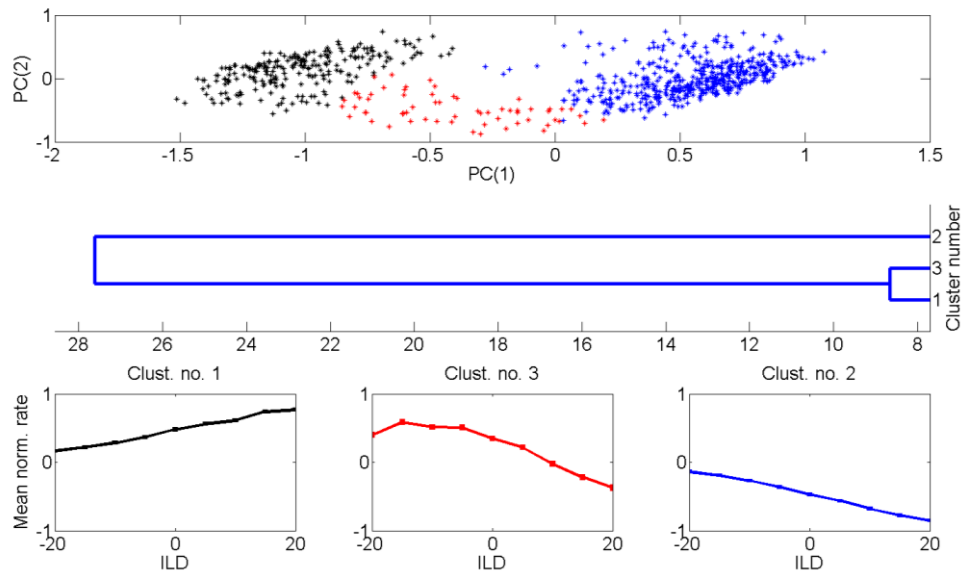 PC(2)
1
0
-1
-2 -1.5 -1 -0.5 0 0.5 1 1.5
PC(1)
2
3
1
Cluster number
28 26 24 22 20 18 16 14 12 10 8
Clust. no. 1 Clust. no. 3 Clust. no. 2
Mean norm. rate
1 1 1
0 0 0
-1 -1 -1
0 20 -20 0 20 -20 0 20
ILD ILD ILD